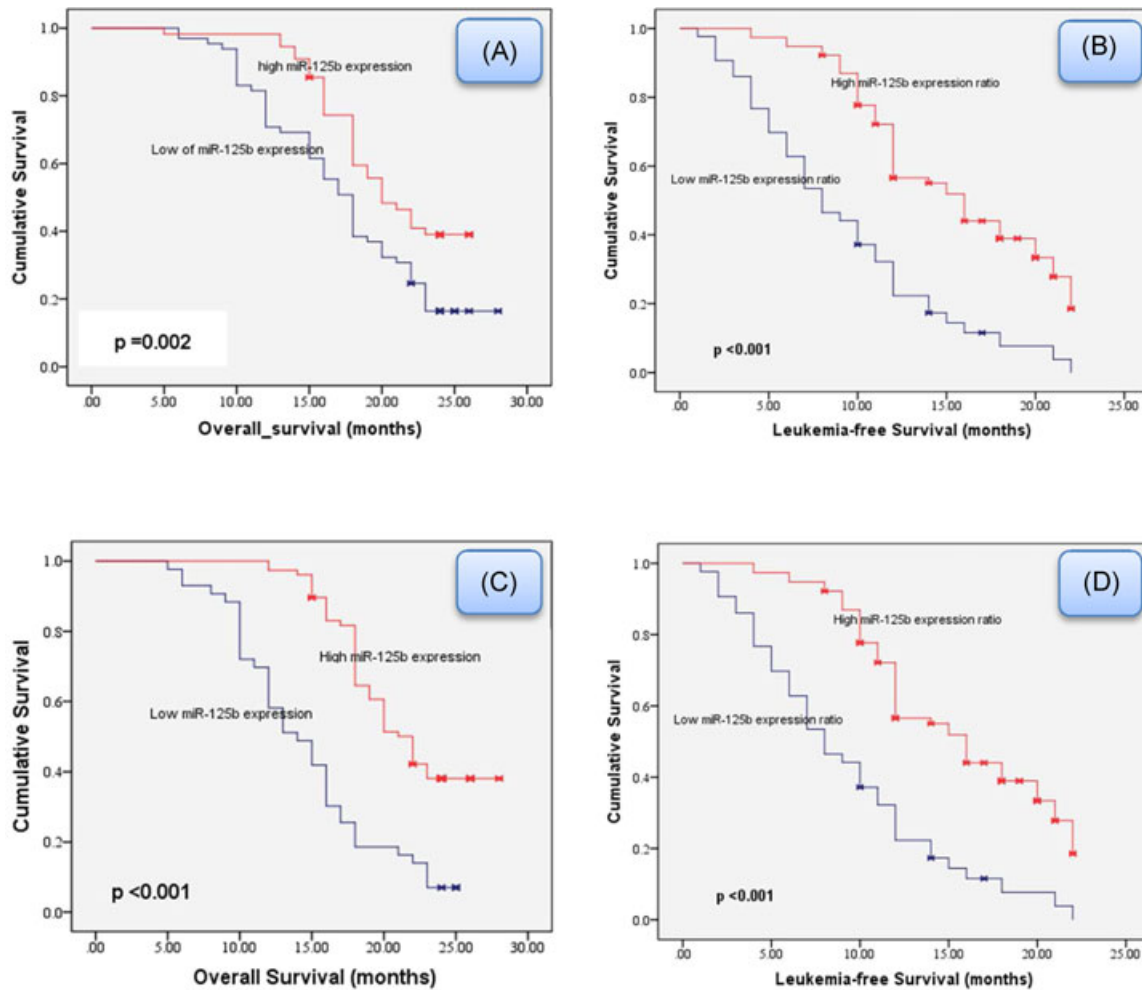 (A)
1.0
0.8
0.6
0.4
0.2
0.0
Cumulative Survival
high miR-125b expression
Low of miR-125b expression
p =0.002
.00 5.00 10.00 15.00 20.00 25.00 30.00
Overall_survival (months)
(B)
1.0
0.8
0.6
0.4
0.2
0.0
Cumulative Survival
High miR-125b expression ratio
Low miR-125b expression ratio
p <0.001
.00 5.00 10.00 15.00 20.00 25.00
Leukemia-free Survival (months)
(C)
1.0
0.8
0.6
0.4
0.2
0.0
Cumulative Survival
High miR-125b expression
Low miR-125b expression
p <0.001
.00 5.00 10.00 15.00 20.00 25.00 30.00
Overall Survival (months)
(D)
1.0
0.8
0.6
0.4
0.2
0.0
Cumulative Survival
High miR-125b expression ratio
Low miR-125b expression ratio
p <0.001
.00 5.00 10.00 15.00 20.00 25.00
Leukemia-free Survival (months)